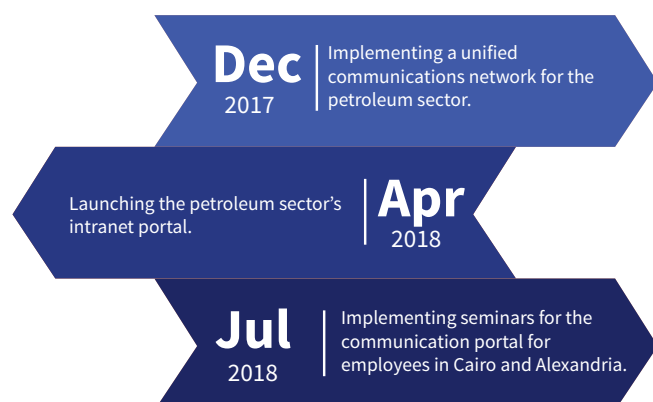 Dec
2017
Implementing a unified
communications network for the
petroleum sector.
Launching the petroleum sector's
intranet portal.
Apr
2018
Jul
2018
Implementing seminars for the
communication portal for
employees in Cairo and Alexandria.